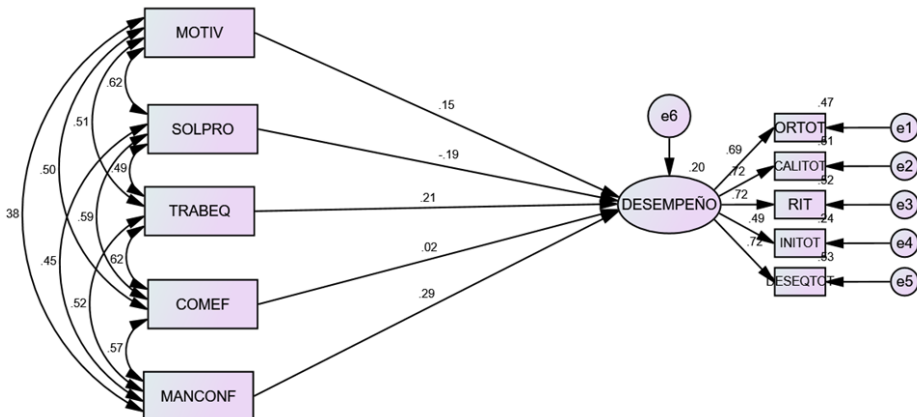 MOTIV
SOLPRO
TRABEQ
COMEF
MANCONF
.62
.51
.50
.49
38
.59
.45
.62
.52
.57
.15
-.19
.21
.02
.29
e6
.20
DESEMPEÑO
.69
.72
.72
.49
.72
.47
ORTOT
e1
.51
CALITOT
e2
.52
RIT
e3
.24
INITOT
e4
.53
DESEQTOT
e5